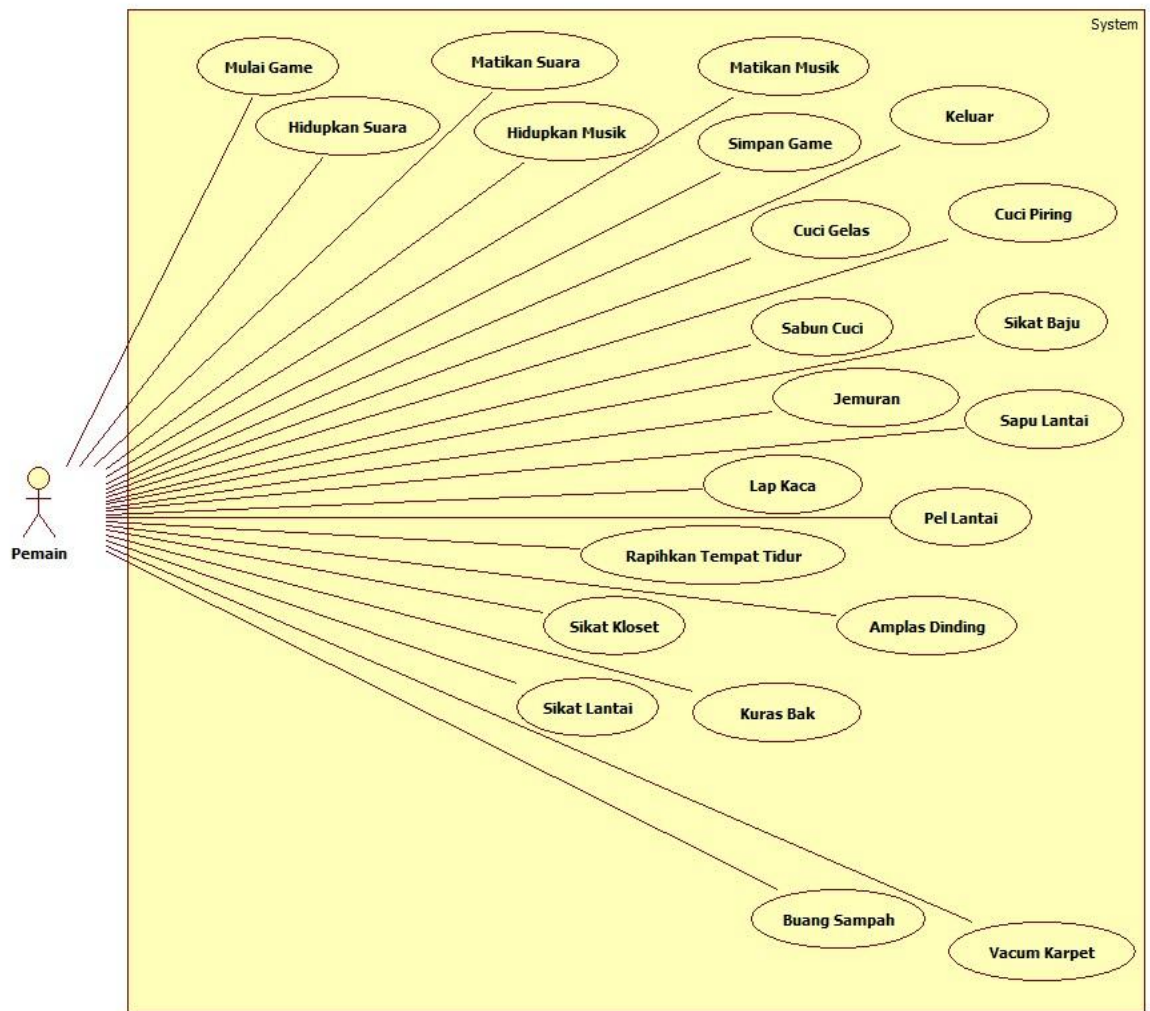 System
Mulai Game
Matikan Suara
Matikan Musik
Keluar
Hidupkan Suara
Hidupkan Musik
Simpan Game
Cuci Gelas
Cuci Piring
Sabun Cuci
Sikat Baju
Jemuran
Sapu Lantai
Lap Kaca
Pel Lantai
Pemain
Rapihkan Tempat Tidur
Sikat Kloset
Amplas Dinding
Sikat Lantai
Kuras Bak
Buang Sampah
Vacum Karpet